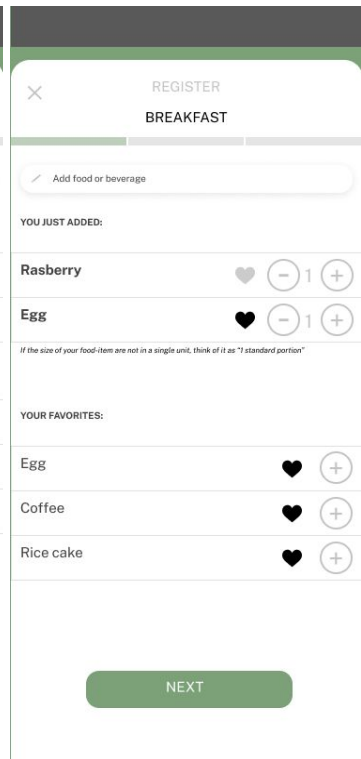 REGISTER
BREAKFAST
Add food or beverage
YOU JUST ADDED:
Rasberry 1
Egg 1
If the size of your food-item are not in a single unit, think of it as "1 standard portion"
YOUR FAVORITES:
Egg
Coffee
Rice cake
NEXT